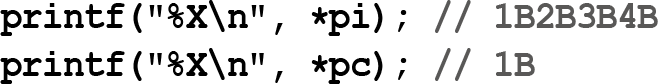 printf("%X\n", *pi); // 1B2B3B4B
printf("%X\n", *pc); // 1B